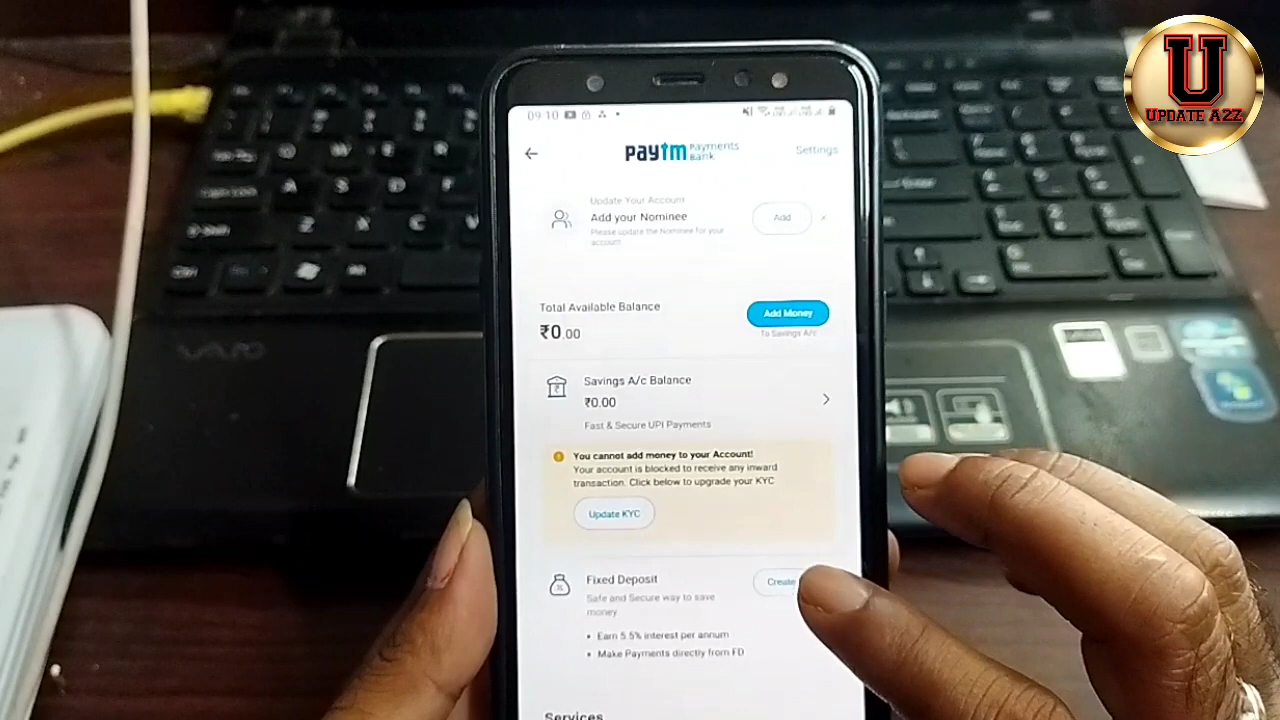 U
UPDATE A2Z
09:10
paytm Payments Bank
Settings
Update Your Account
Add your Nominee
Please update the Nominee for your
account
Add
Total Available Balance
₹0.00
Add Money
To Savings A/c
Savings A/c Balance
₹0.00
Fast & Secure UPI Payments
You cannot add money to your Account!
Your account is blocked to receive any inward
transaction. Click below to upgrade your KYC
Update KYC
Fixed Deposit
Create
Safe and Secure way to save
money
• Earn 5.5% interest per annum
• Make Payments directly from FD
Services
VAIO
A S D F
Z X C V
Ctrl